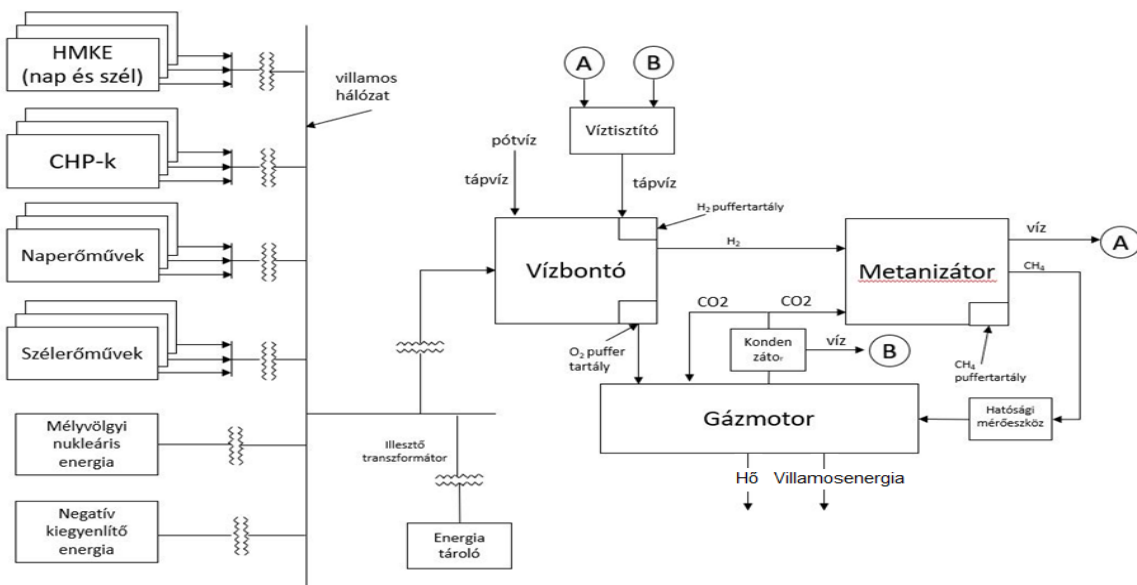 HMKE
(nap és szél)
CHP-k
Naperőművek
Szélerőművek
Mélyvölgyi
nukleáris
energia
Negatív
kiegyenlítő
energia
villamos
hálózat
Illesztő
transzformátor
Energia
tároló
A
B
Víztisztító
pótvíz
tápvíz
tápvíz
H₂ puffertartály
Vízbontó
H₂
O₂ puffer
tartály
Metanizátor
víz
A
CH₄
CH₄
puffertartály
CO2
CO2
Konden
zátor
víz
B
Gázmotor
Hatósági
mérőeszköz
Hő
Villamosenergia